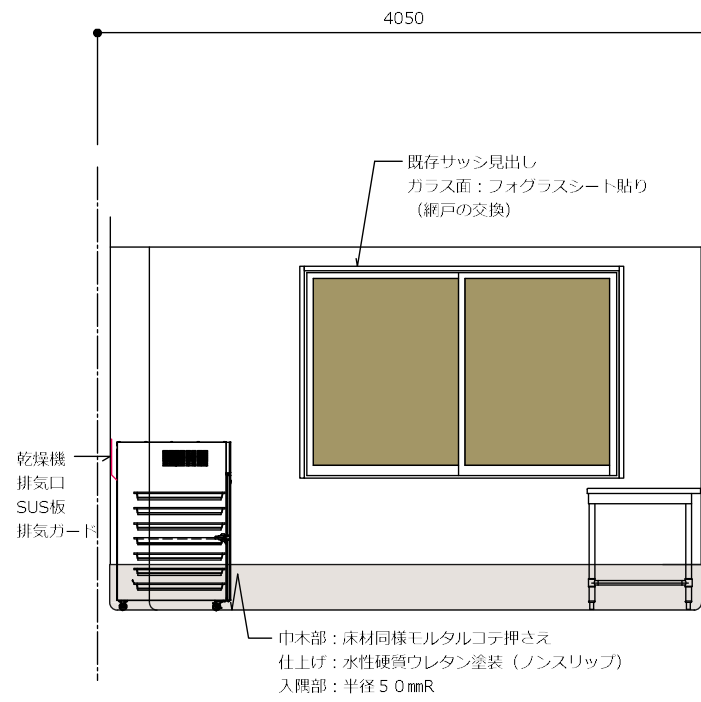 4050
既存サッシ見出し
ガラス面：フォグラスシート貼り
（網戸の交換）
乾燥機
排気口
SUS板
排気ガード
巾木部：床材同様モルタルコテ押さえ
仕上げ：水性硬質ウレタン塗装（ノンスリップ）
入隅部：半径５０㎜R